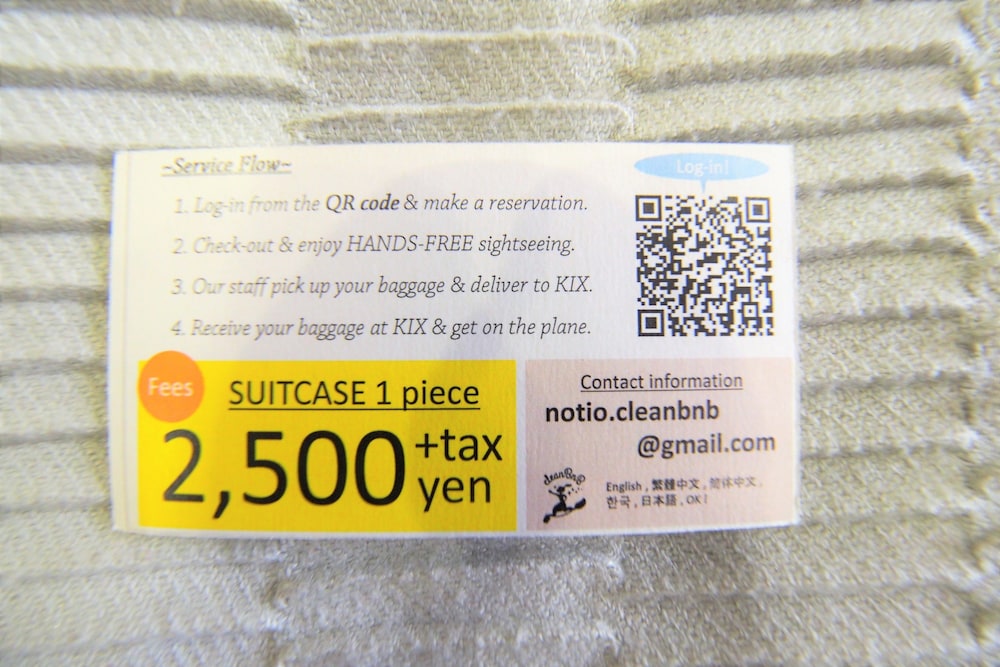 ~Service Flow~
1. Log-in from the QR code & make a reservation.
2. Check-out & enjoy HANDS-FREE sightseeing.
3. Our staff pick up your baggage & deliver to KIX.
4. Receive your baggage at KIX & get on the plane.
Log-in!
Fees
SUITCASE 1 piece
2,500 +tax
yen
Contact information
notio.cleanbnb
@gmail.com
cleanBnB
English , 繁體中文 , 简体中文 ,
한국 , 日本語 , OK !